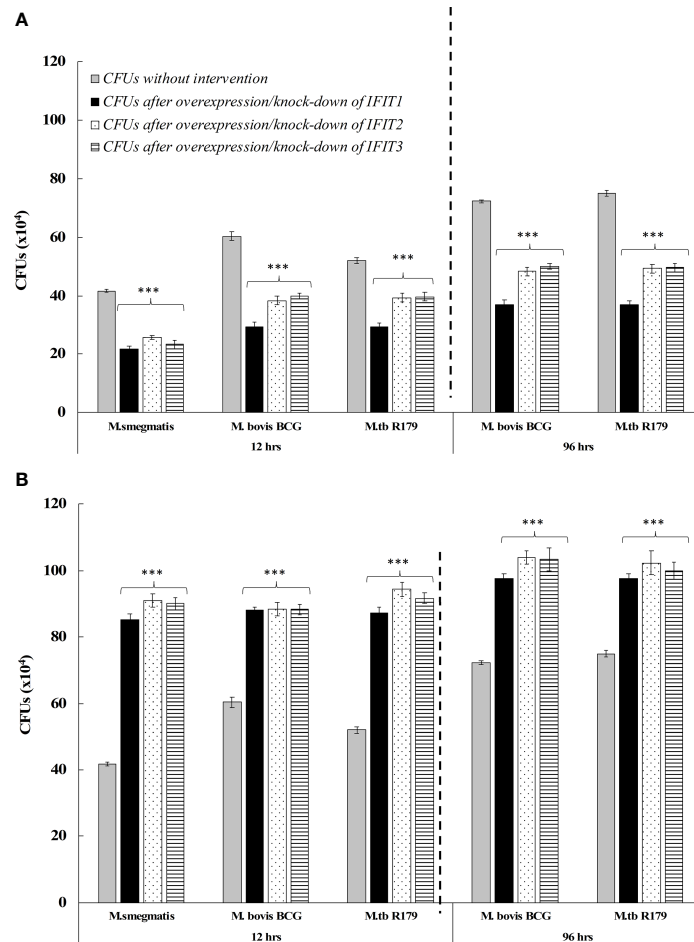 A
120
100
80
60
40
20
0
CFUs (x10⁴)
CFUs without intervention
CFUs after overexpression/knock-down of IFIT1
CFUs after overexpression/knock-down of IFIT2
CFUs after overexpression/knock-down of IFIT3
***
***
***
***
***
M.smegmatis
M. bovis BCG
M.tb R179
M. bovis BCG
M.tb R179
12 hrs
96 hrs
B
120
100
80
60
40
20
0
CFUs (x10⁴)
***
***
***
***
***
M.smegmatis
M. bovis BCG
M.tb R179
M. bovis BCG
M.tb R179
12 hrs
96 hrs